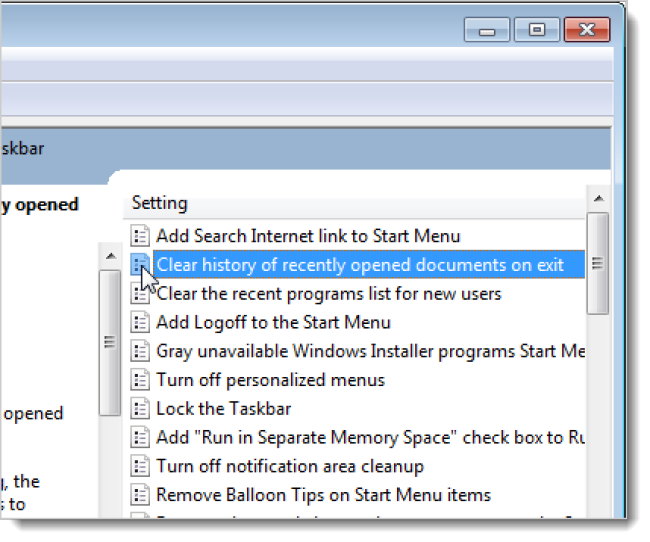 skbar
y opened
Setting
Add Search Internet link to Start Menu
Clear history of recently opened documents on exit
Clear the recent programs list for new users
Add Logoff to the Start Menu
Gray unavailable Windows Installer programs Start Me
Turn off personalized menus
opened
Lock the Taskbar
Add "Run in Separate Memory Space" check box to Ru
Turn off notification area cleanup
, the
Remove Balloon Tips on Start Menu items
s to